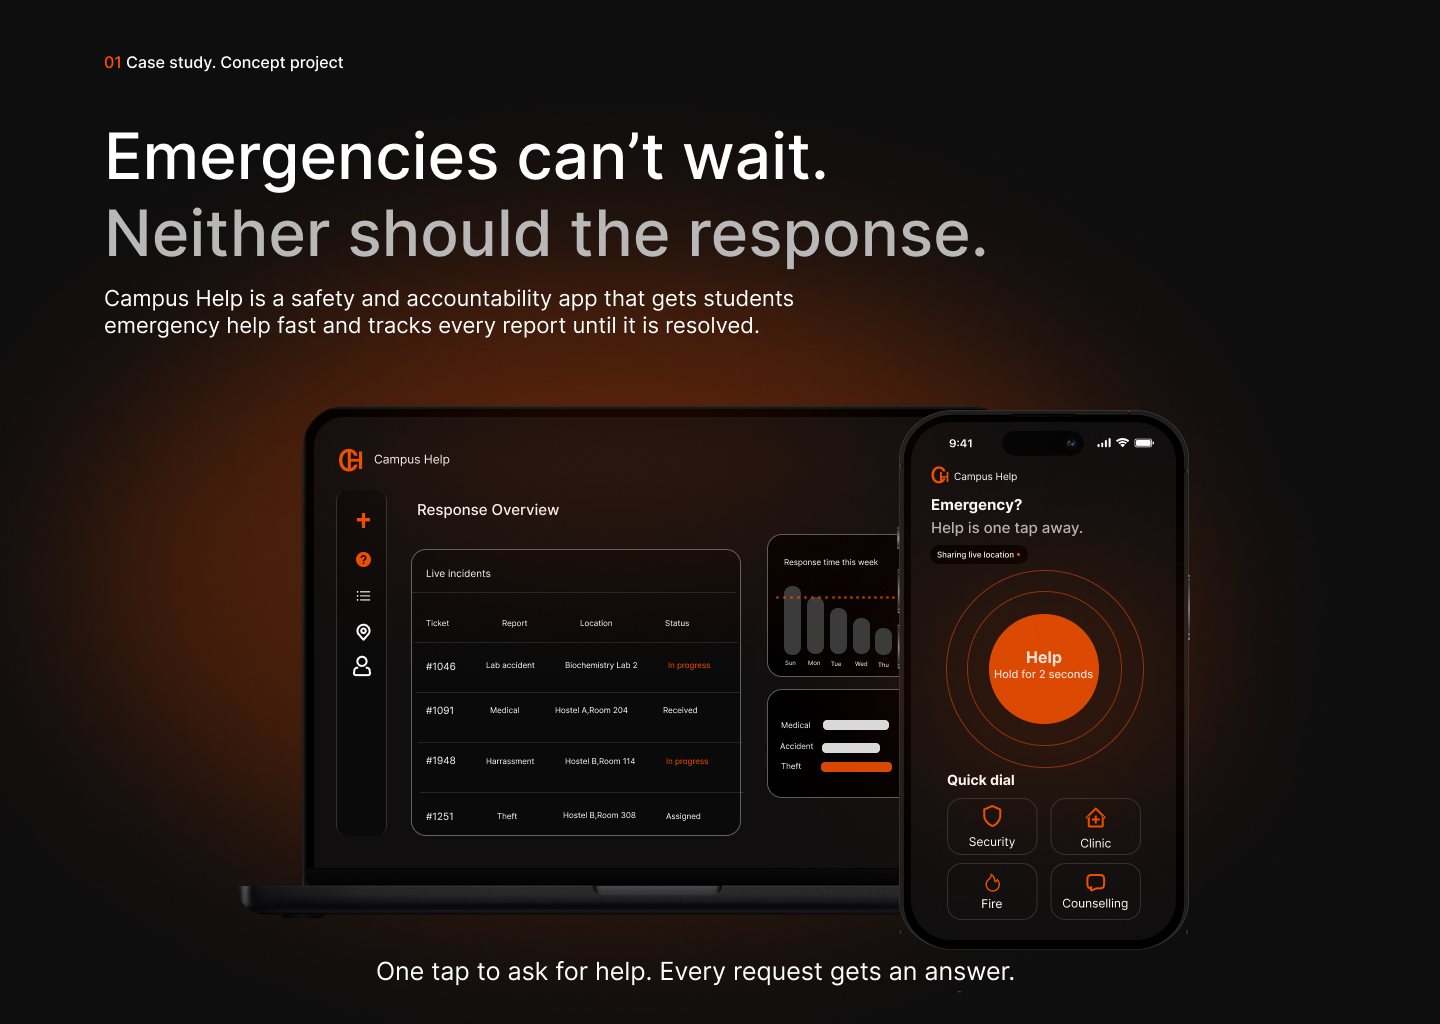 01 Case study. Concept project
Emergencies can’t wait.
Neither should the response.
Campus Help is a safety and accountability app that gets students
emergency help fast and tracks every report until it is resolved.
CH Campus Help
Response Overview
Live incidents
Ticket Report Location Status
#1046 Lab accident Biochemistry Lab 2 In progress
#1091 Medical Hostel A,Room 204 Received
#1948 Harrassment Hostel B,Room 114 In progress
#1251 Theft Hostel B,Room 308 Assigned
Response time this week
Sun Mon Tue Wed Thu
Medical
Accident
Theft
9:41
CH Campus Help
Emergency?
Help is one tap away.
Sharing live location
Help
Hold for 2 seconds
Quick dial
Security Clinic
Fire Counselling
One tap to ask for help. Every request gets an answer.